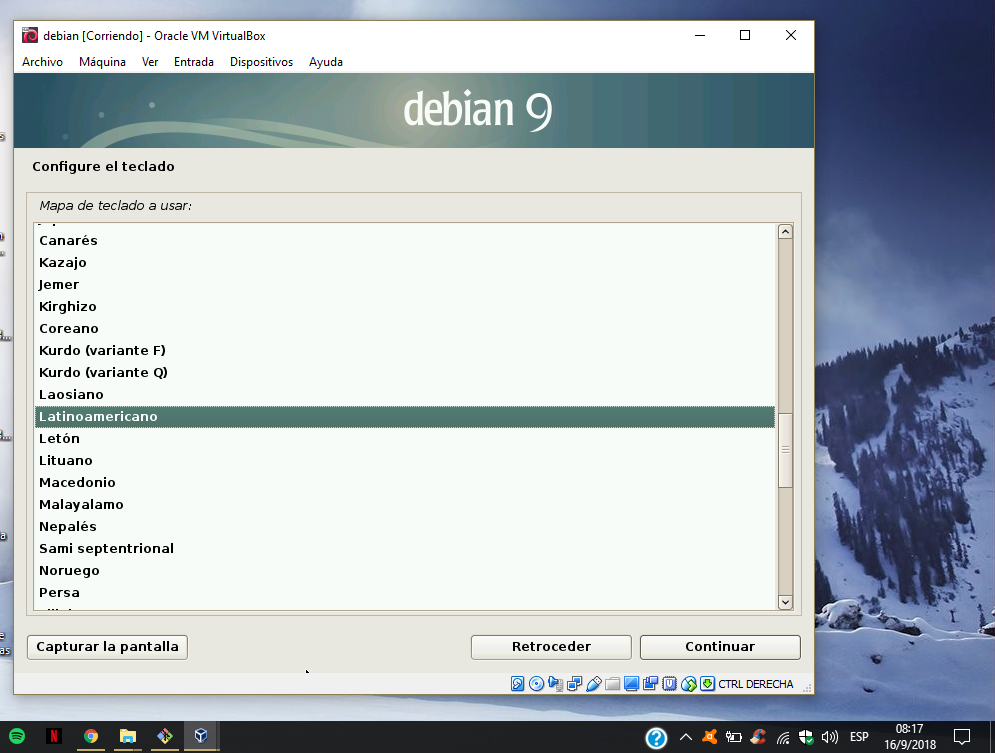 debian [Corriendo] - Oracle VM VirtualBox
Archivo Máquina Ver Entrada Dispositivos Ayuda
debian 9
Configure el teclado
Mapa de teclado a usar:
Canarés
Kazajo
Jemer
Kirghizo
Coreano
Kurdo (variante F)
Kurdo (variante Q)
Laosiano
Latinoamericano
Letón
Lituano
Macedonio
Malayalamo
Nepalés
Sami septentrional
Noruego
Persa
Capturar la pantalla Retroceder Continuar
CTRL DERECHA
ESP
08:17
16/9/2018